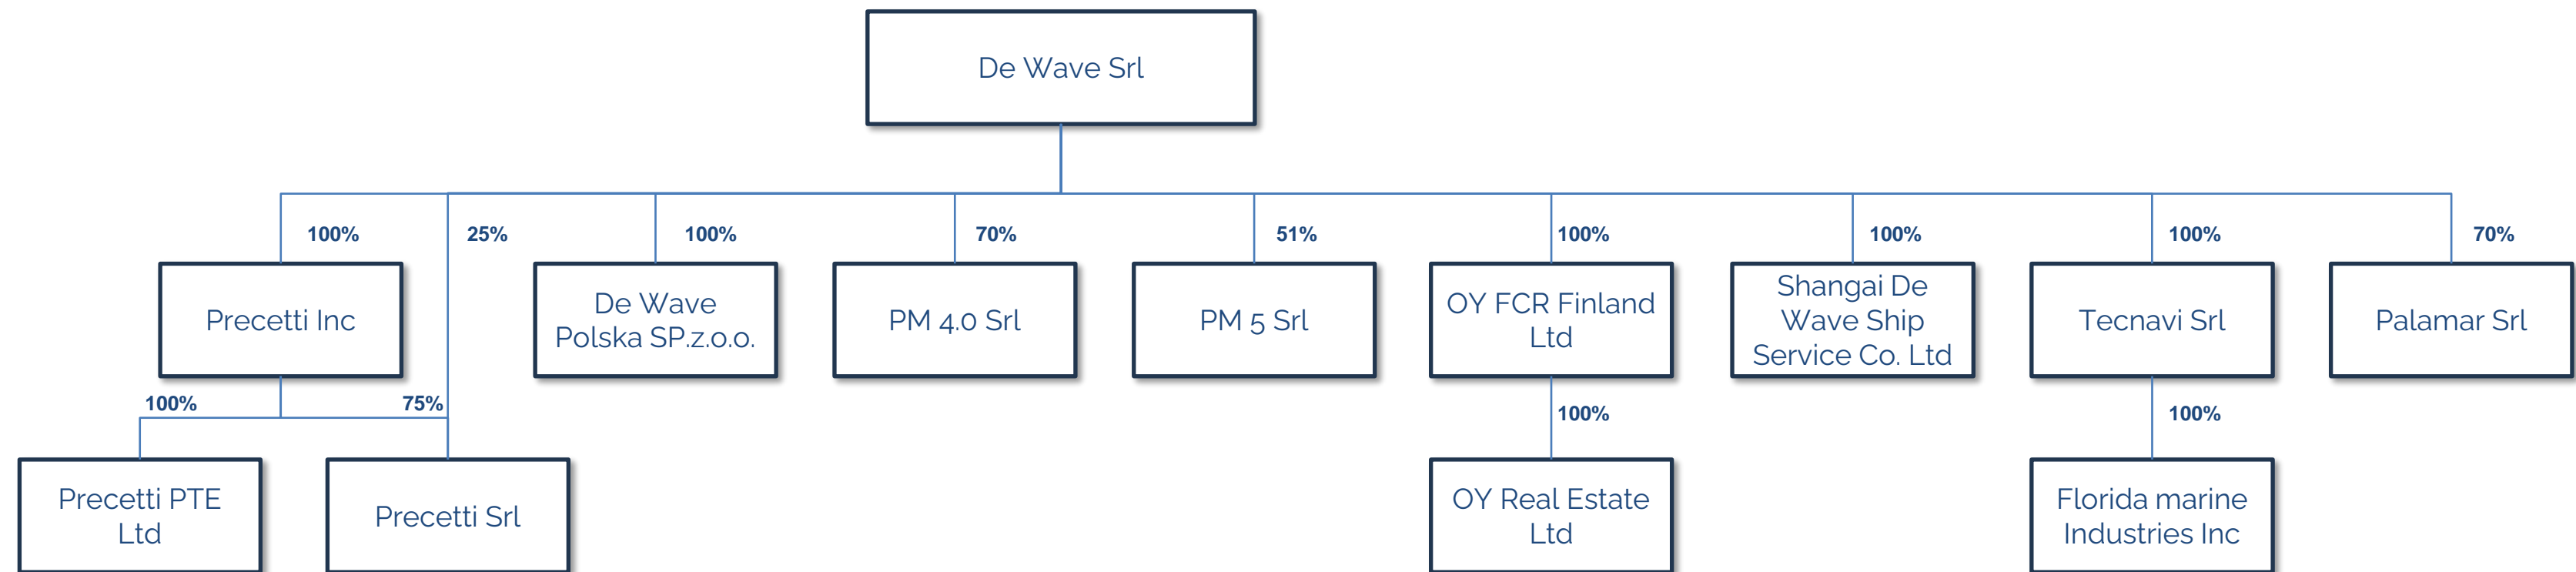 De Wave Srl
100%
25%
100%
70%
51%
100%
100%
100%
70%
Precetti Inc
De Wave
Polska SP.z.o.o.
PM 4.0 Srl
PM 5 Srl
OY FCR Finland
Ltd
Shangai De
Wave Ship
Service Co. Ltd
Tecnavi Srl
Palamar Srl
100%
75%
100%
100%
Precetti PTE
Ltd
Precetti Srl
OY Real Estate
Ltd
Florida marine
Industries Inc